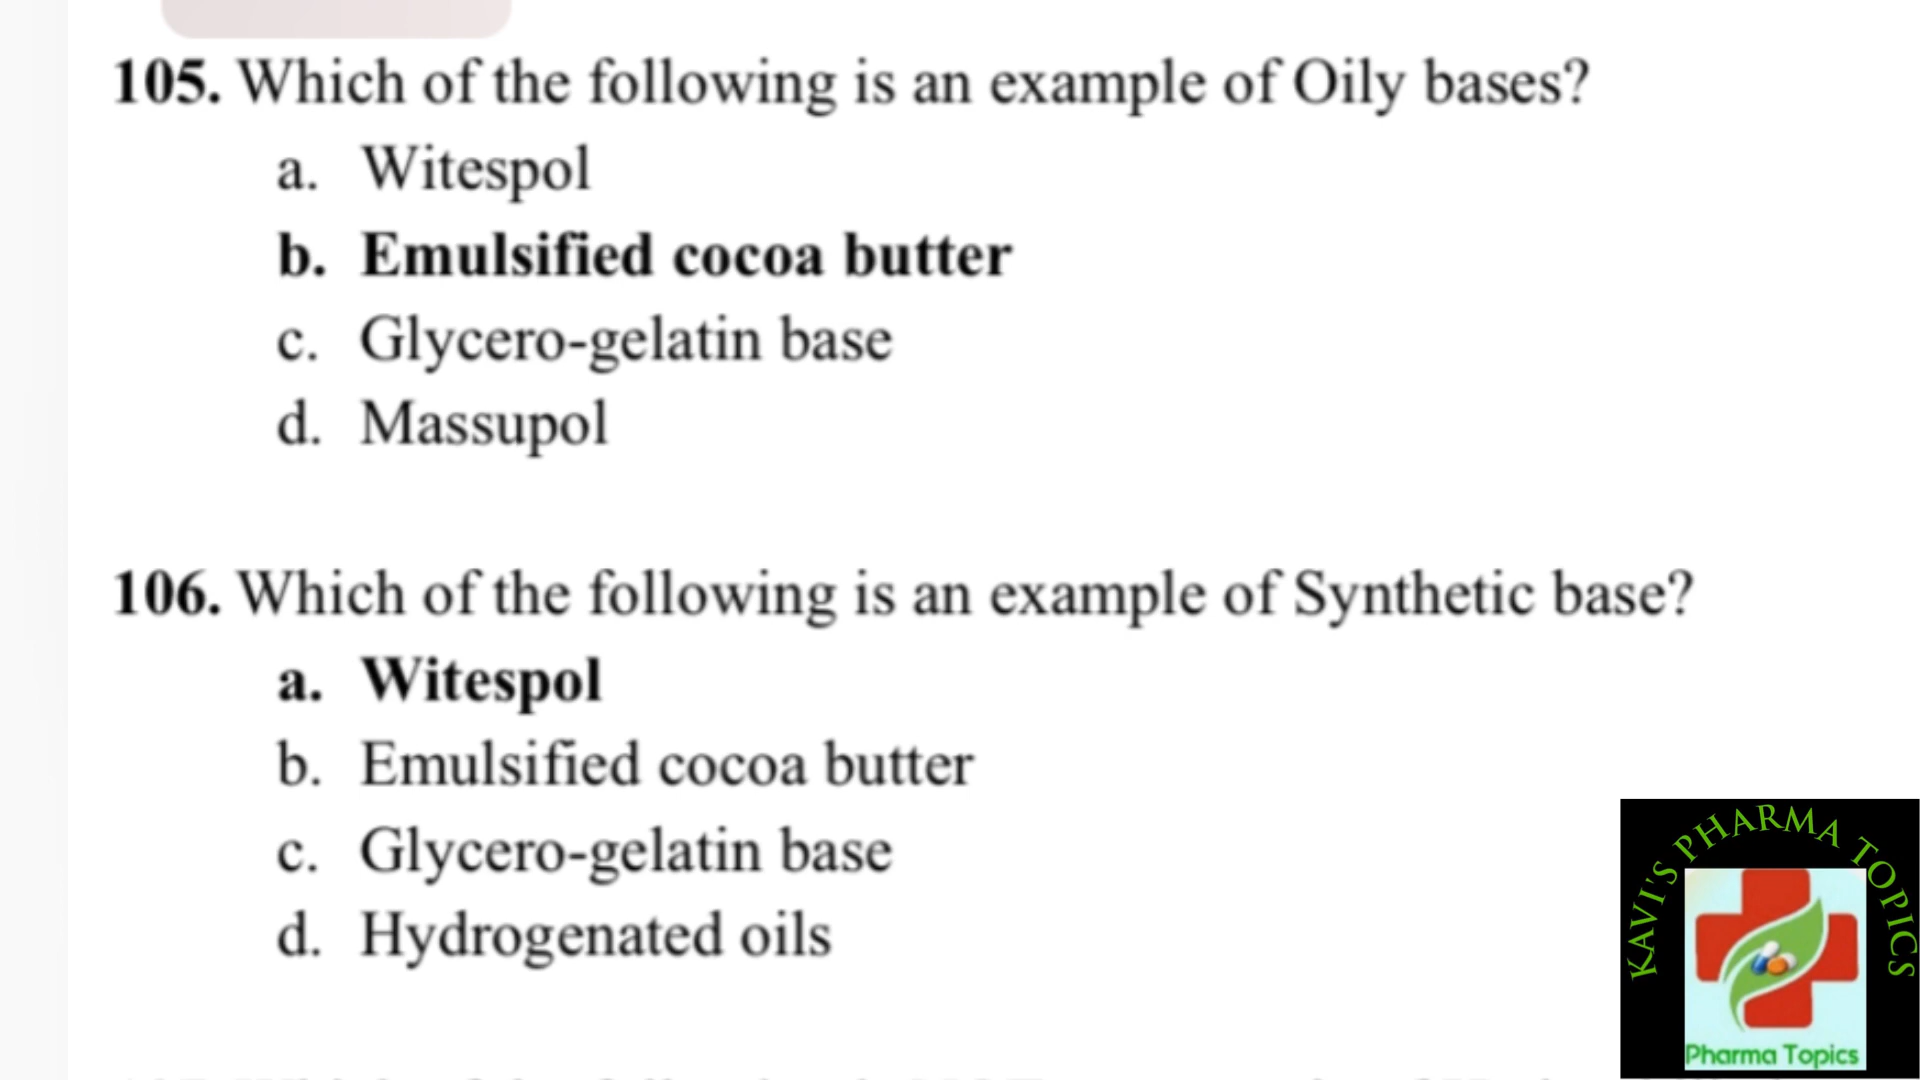 105. Which of the following is an example of Oily bases?
a. Witespol
b. Emulsified cocoa butter
c. Glycero-gelatin base
d. Massupol
106. Which of the following is an example of Synthetic base?
a. Witespol
b. Emulsified cocoa butter
c. Glycero-gelatin base
d. Hydrogenated oils
KAVI'S PHARMA TOPICS
Pharma Topics